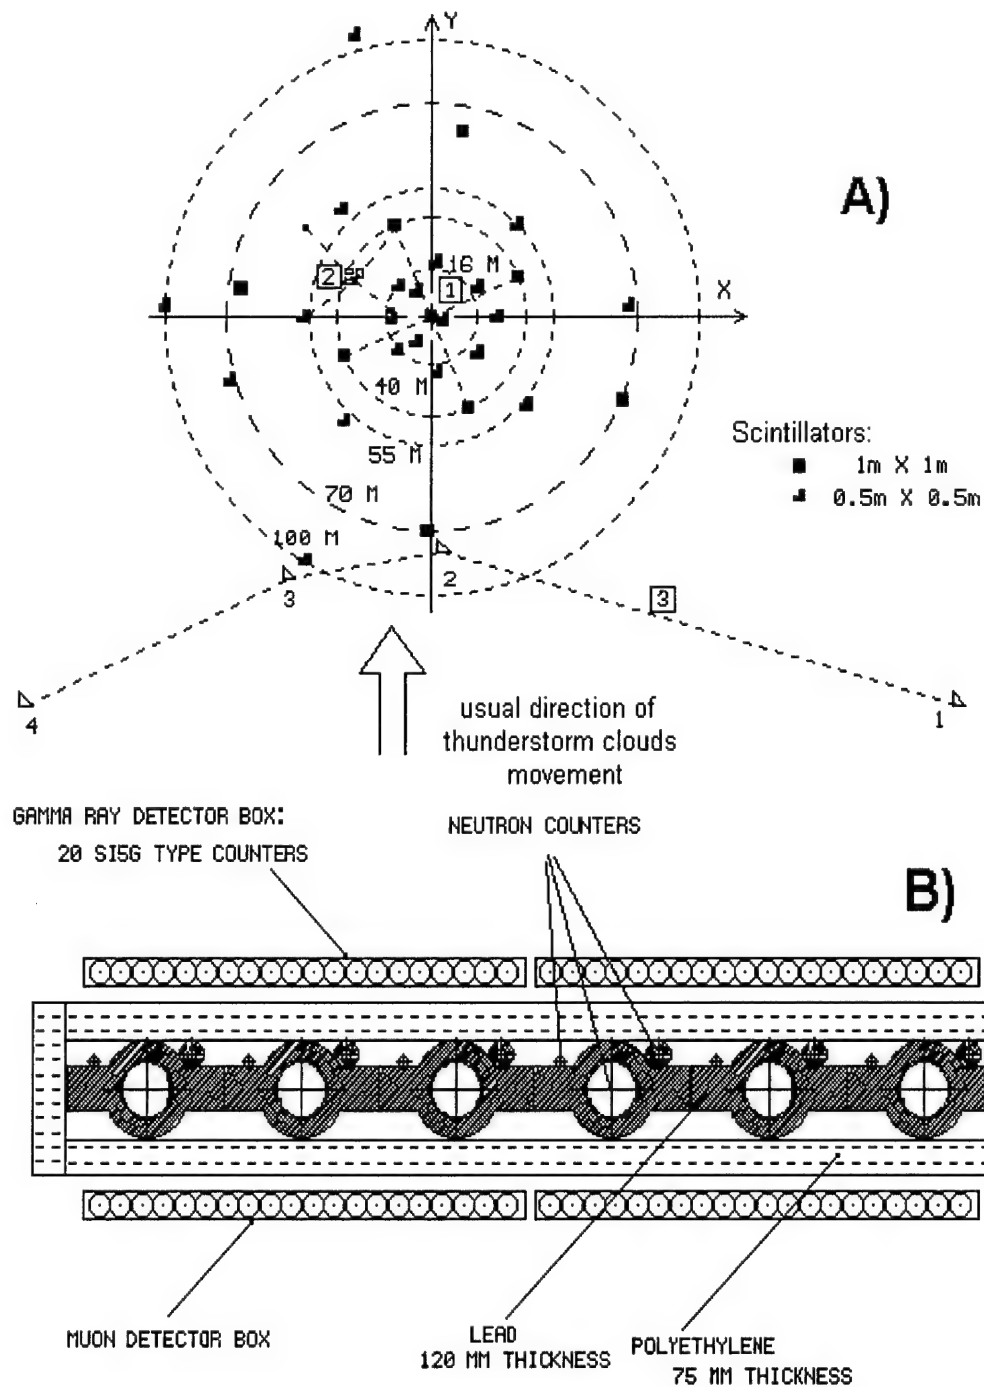 Y
A)
16 M
2
1
X
40 M
55 M
Scintillators:
1m X 1m
0.5m X 0.5m
70 M
100 M
2
3
3
4
1
usual direction of
thunderstorm clouds
movement
GAMMA RAY DETECTOR BOX:
20 SI5G TYPE COUNTERS
NEUTRON COUNTERS
B)
MUON DETECTOR BOX
LEAD
120 MM THICKNESS
POLYETHYLENE
75 MM THICKNESS